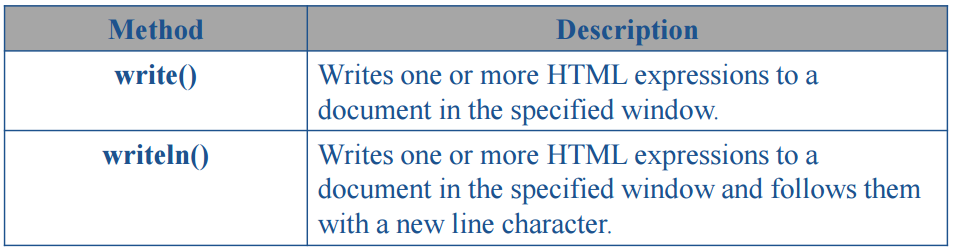 Method Description
write() Writes one or more HTML expressions to a
document in the specified window.
writeln() Writes one or more HTML expressions to a
document in the specified window and follows them
with a new line character.